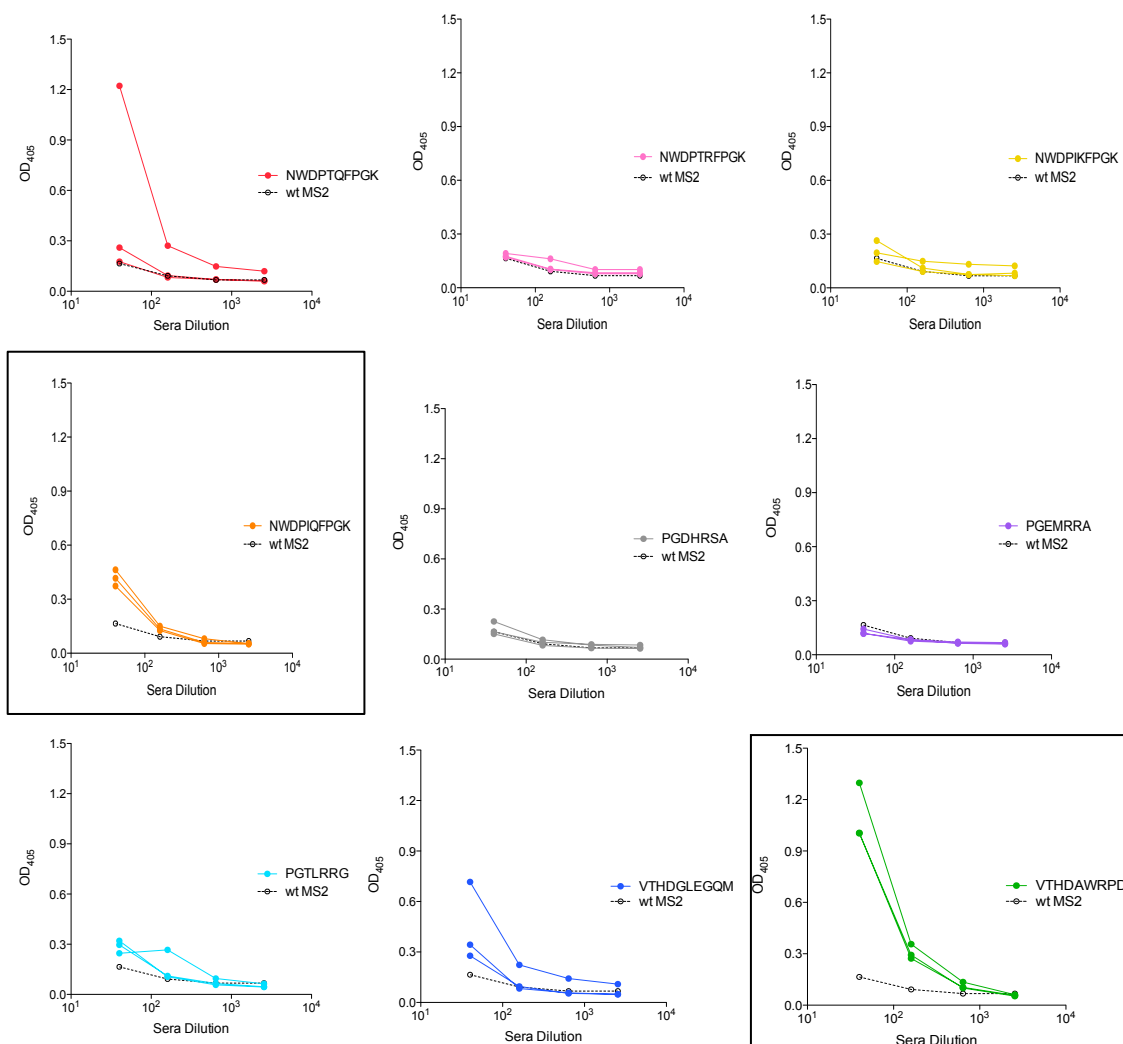 1.5
1.2
0.9
0.6
0.3
0.0
OD405
10¹ 10² 10³ 10⁴
Sera Dilution
NWDPTQFPGK
wt MS2
1.5
1.2
0.9
0.6
0.3
0.0
OD405
10¹ 10² 10³ 10⁴
Sera Dilution
NWDPTRFPGK
wt MS2
1.5
1.2
0.9
0.6
0.3
0.0
OD405
10¹ 10² 10³ 10⁴
Sera Dilution
NWDPIKFPGK
wt MS2
1.5
1.2
0.9
0.6
0.3
0.0
OD405
10¹ 10² 10³ 10⁴
Sera Dilution
NWDPIQFPGK
wt MS2
1.5
1.2
0.9
0.6
0.3
0.0
OD405
10¹ 10² 10³ 10⁴
Sera Dilution
PGDHRSA
wt MS2
1.5
1.2
0.9
0.6
0.3
0.0
OD405
10¹ 10² 10³ 10⁴
Sera Dilution
PGEMRRA
wt MS2
1.5
1.2
0.9
0.6
0.3
0.0
OD405
10¹ 10² 10³ 10⁴
Sera Dilution
PGTLRRG
wt MS2
1.5
1.2
0.9
0.6
0.3
0.0
OD405
10¹ 10² 10³ 10⁴
Sera Dilution
VTHDGLEGQM
wt MS2
1.5
1.2
0.9
0.6
0.3
0.0
OD405
10¹ 10² 10³ 10⁴
Sera Dilution
VTHDAWRPD
wt MS2